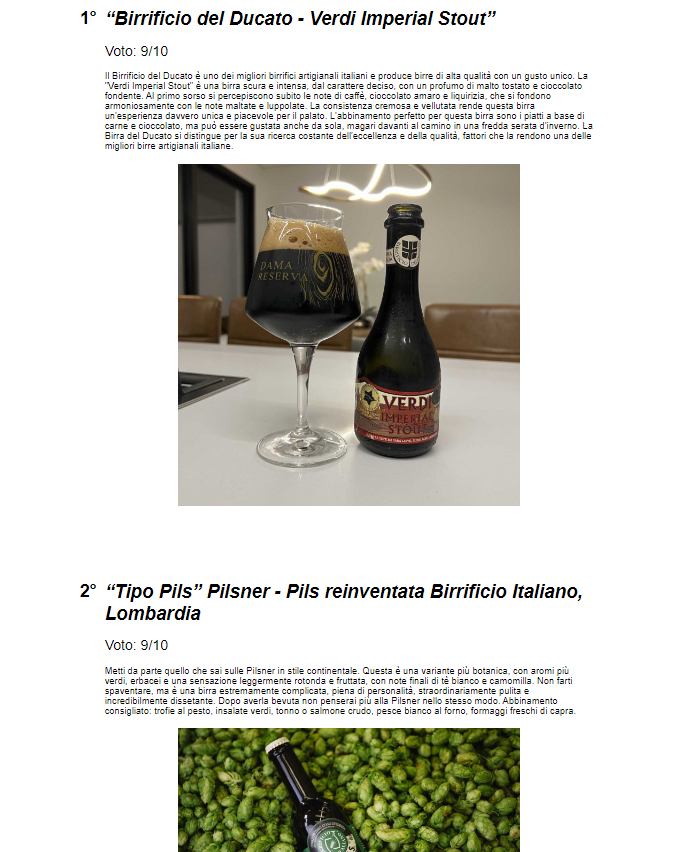 1° “Birrificio del Ducato - Verdi Imperial Stout”
Voto: 9/10
Il Birrificio del Ducato è uno dei migliori birrifici artigianali italiani e produce birre di alta qualità con un gusto unico. La
"Verdi Imperial Stout" è una birra scura e intensa, dal carattere deciso, con un profumo di malto tostato e cioccolato
fondente. Al primo sorso si percepiscono subito le note di caffè, cioccolato amaro e liquirizia, che si fondono
armoniosamente con le note maltate e luppolate. La consistenza cremosa e vellutata rende questa birra
un'esperienza davvero unica e piacevole per il palato. L'abbinamento perfetto per questa birra sono i piatti a base di
carne e cioccolato, ma può essere gustata anche da sola, magari davanti al camino in una fredda serata d'inverno. La
Birra del Ducato si distingue per la sua ricerca costante dell'eccellenza e della qualità, fattori che la rendono una delle
migliori birre artigianali italiane.
DAMA
RESERVA
VERDI
IMPERIAL
STOUT
2° “Tipo Pils” Pilsner - Pils reinventata Birrificio Italiano,
Lombardia
Voto: 9/10
Metti da parte quello che sai sulle Pilsner in stile continentale. Questa è una variante più botanica, con aromi più
verdi, erbacei e una sensazione leggermente rotonda e fruttata, con note finali di tè bianco e camomilla. Non farti
spaventare, ma è una birra estremamente complicata, piena di personalità, straordinariamente pulita e
incredibilmente dissetante. Dopo averla bevuta non penserai più alla Pilsner nello stesso modo. Abbinamento
consigliato: trofie al pesto, insalate verdi, tonno o salmone crudo, pesce bianco al forno, formaggi freschi di capra.